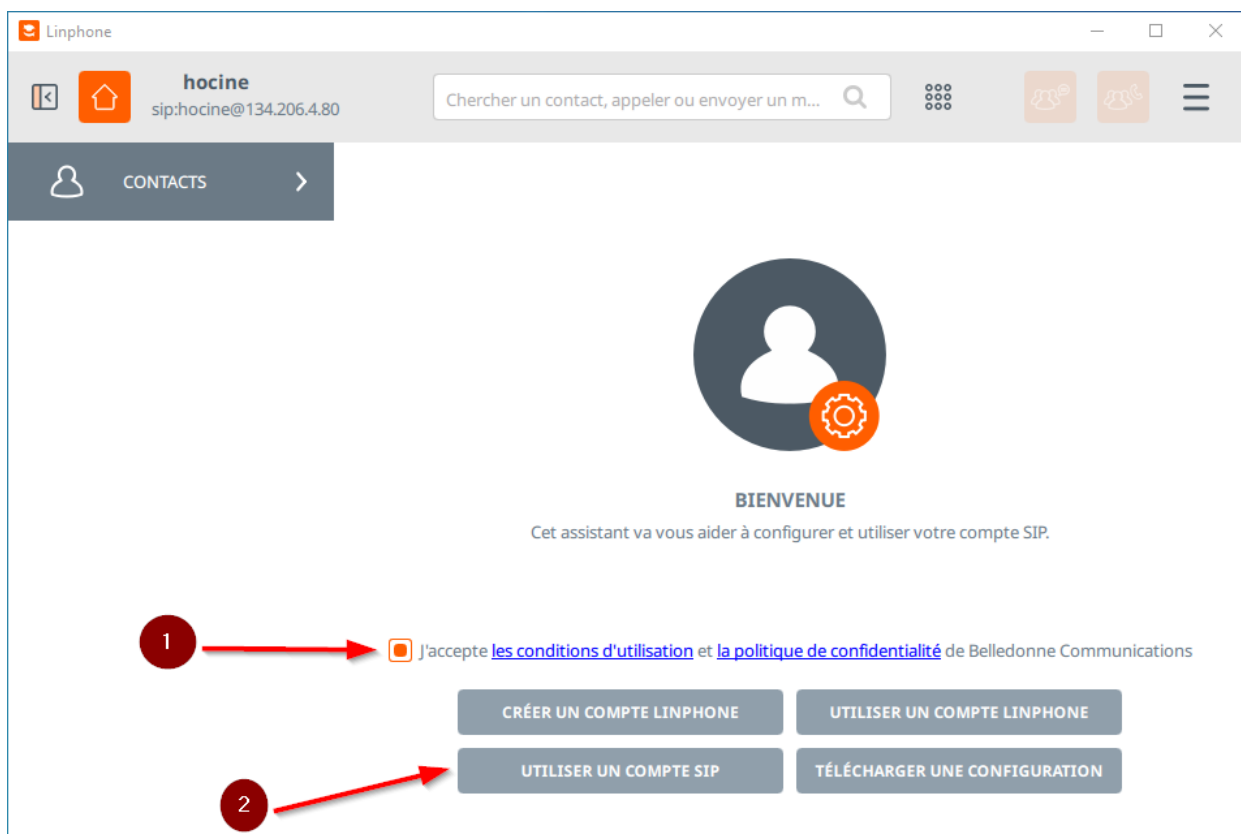 Linphone
hocine
sip:hocine@134.206.4.80
Chercher un contact, appeler ou envoyer un m...
CONTACTS
BIENVENUE
Cet assistant va vous aider à configurer et utiliser votre compte SIP.
1
J'accepte les conditions d'utilisation et la politique de confidentialité de Belledonne Communications
CRÉER UN COMPTE LINPHONE
UTILISER UN COMPTE LINPHONE
UTILISER UN COMPTE SIP
TÉLÉCHARGER UNE CONFIGURATION
2